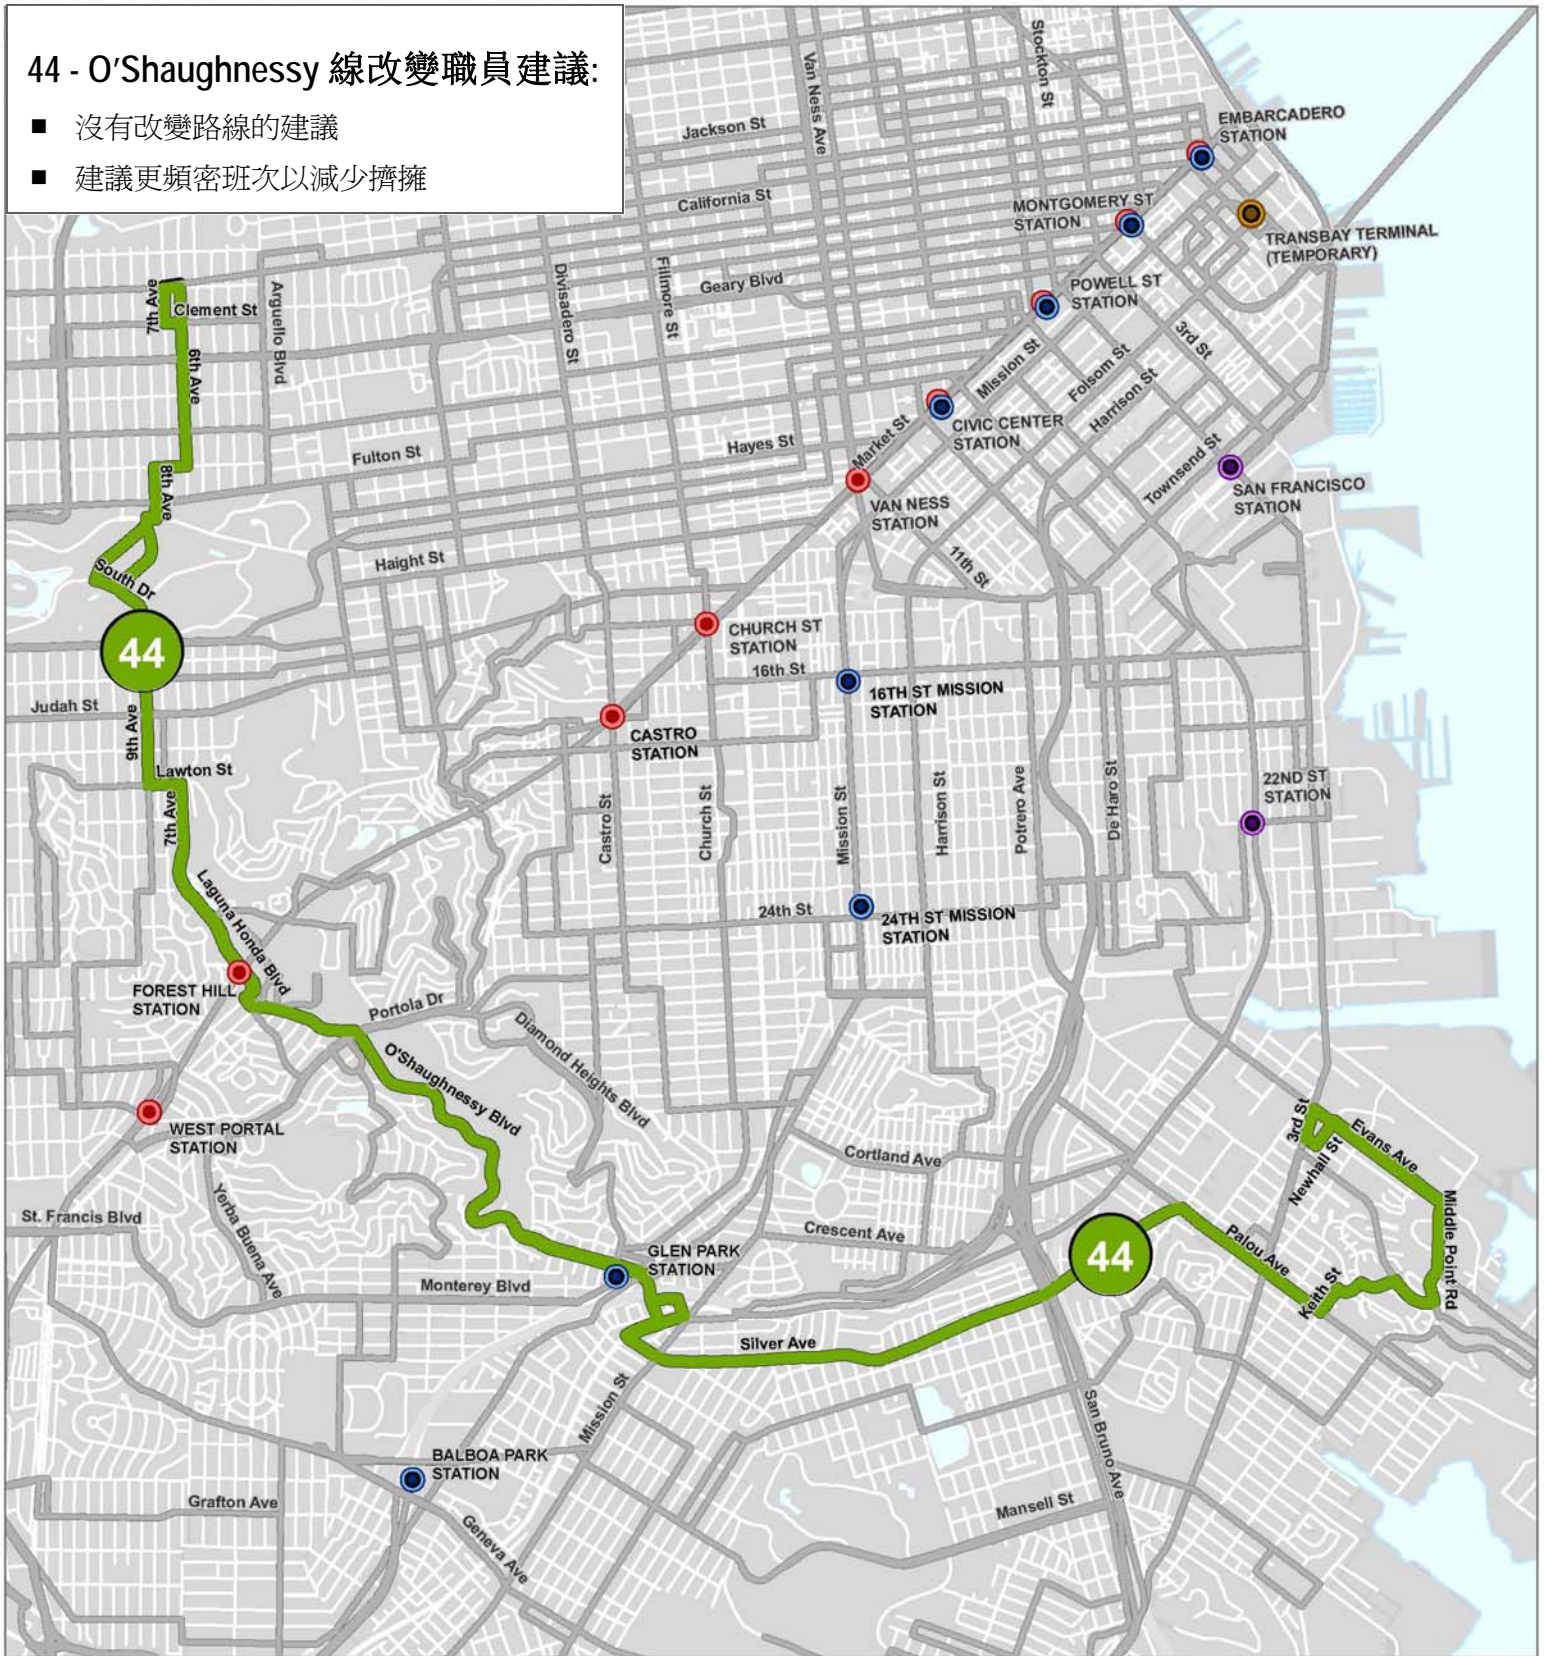 44 - O'Shaughnessy 線改變職員建議:
■ 沒有改變路線的建議
■ 建議更頻密班次以減少擠擁
Stockton St
Van Ness Ave
Jackson St
EMBARCADERO
STATION
California St
MONTGOMERY ST
STATION
TRANSBAY TERMINAL
(TEMPORARY)
Fillmore St
Divisadero St
Geary Blvd
POWELL ST
STATION
7th Ave
Clement St
Arguello Blvd
6th Ave
Mission St
Folsom St
3rd St
Harrison St
CIVIC CENTER
STATION
Market St
Hayes St
Fulton St
8th Ave
Townsend St
SAN FRANCISCO
STATION
VAN NESS
STATION
Haight St
11th St
South Dr
44
CHURCH ST
STATION
16th St
16TH ST MISSION
STATION
Judah St
9th Ave
CASTRO
STATION
Lawton St
7th Ave
Castro St
Church St
Mission St
Harrison St
Potrero Ave
De Haro St
22ND ST
STATION
Laguna Honda Blvd
24th St
24TH ST MISSION
STATION
FOREST HILL
STATION
Portola Dr
Diamond Heights Blvd
O'Shaughnessy Blvd
WEST PORTAL
STATION
Cortland Ave
3rd St
Evans Ave
Newhall St
St. Francis Blvd
Yerba Buena Ave
Crescent Ave
Middle Point Rd
GLEN PARK
STATION
44
Palou Ave
Keith St
Monterey Blvd
Silver Ave
Mission St
San Bruno Ave
BALBOA PARK
STATION
Grafton Ave
Geneva Ave
Mansell St